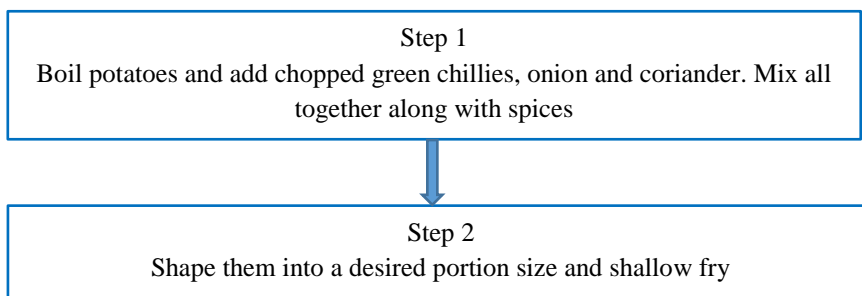 Step 1
Boil potatoes and add chopped green chillies, onion and coriander. Mix all
together along with spices
Step 2
Shape them into a desired portion size and shallow fry